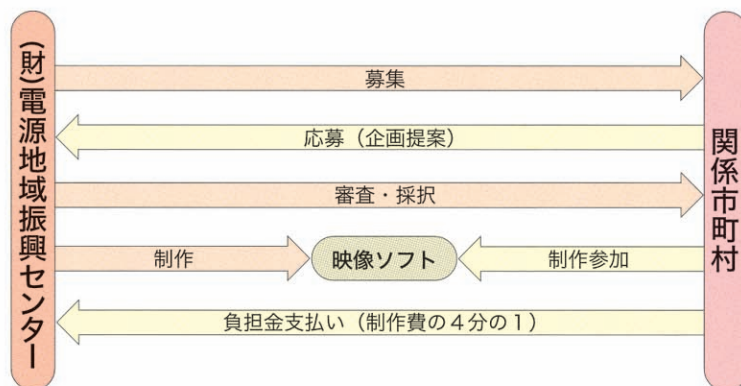 (財)電源地域振興センター
募集
応募（企画提案）
審査・採択
制作
映像ソフト
制作参加
負担金支払い（制作費の４分の１）
関係市町村